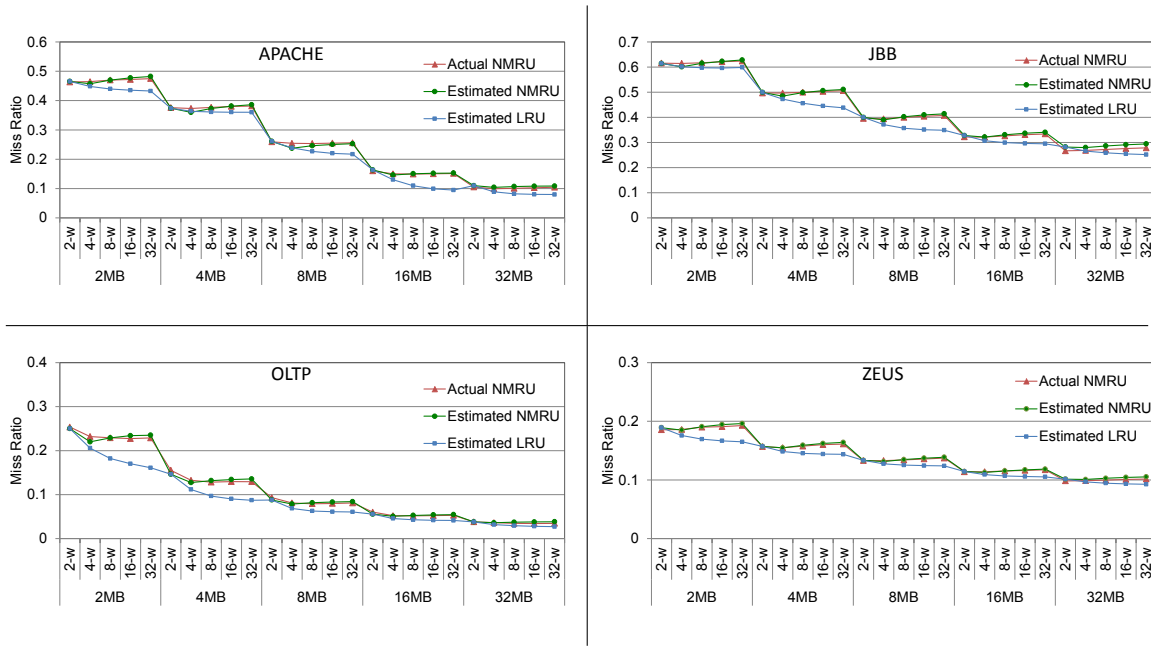 APACHE
Miss Ratio
0.6
0.5
0.4
0.3
0.2
0.1
0
Actual NMRU
Estimated NMRU
Estimated LRU
2-w 4-w 8-w 16-w 32-w 2-w 4-w 8-w 16-w 32-w 2-w 4-w 8-w 16-w 32-w 2-w 4-w 8-w 16-w 32-w 2-w 4-w 8-w 16-w 32-w
2MB 4MB 8MB 16MB 32MB
JBB
Miss Ratio
0.7
0.6
0.5
0.4
0.3
0.2
0.1
0
Actual NMRU
Estimated NMRU
Estimated LRU
2-w 4-w 8-w 16-w 32-w 2-w 4-w 8-w 16-w 32-w 2-w 4-w 8-w 16-w 32-w 2-w 4-w 8-w 16-w 32-w 2-w 4-w 8-w 16-w 32-w
2MB 4MB 8MB 16MB 32MB
OLTP
Miss Ratio
0.4
0.3
0.2
0.1
0
Actual NMRU
Estimated NMRU
Estimated LRU
2-w 4-w 8-w 16-w 32-w 2-w 4-w 8-w 16-w 32-w 2-w 4-w 8-w 16-w 32-w 2-w 4-w 8-w 16-w 32-w 2-w 4-w 8-w 16-w 32-w
2MB 4MB 8MB 16MB 32MB
ZEUS
Miss Ratio
0.3
0.2
0.1
0
Actual NMRU
Estimated NMRU
Estimated LRU
2-w 4-w 8-w 16-w 32-w 2-w 4-w 8-w 16-w 32-w 2-w 4-w 8-w 16-w 32-w 2-w 4-w 8-w 16-w 32-w 2-w 4-w 8-w 16-w 32-w
2MB 4MB 8MB 16MB 32MB